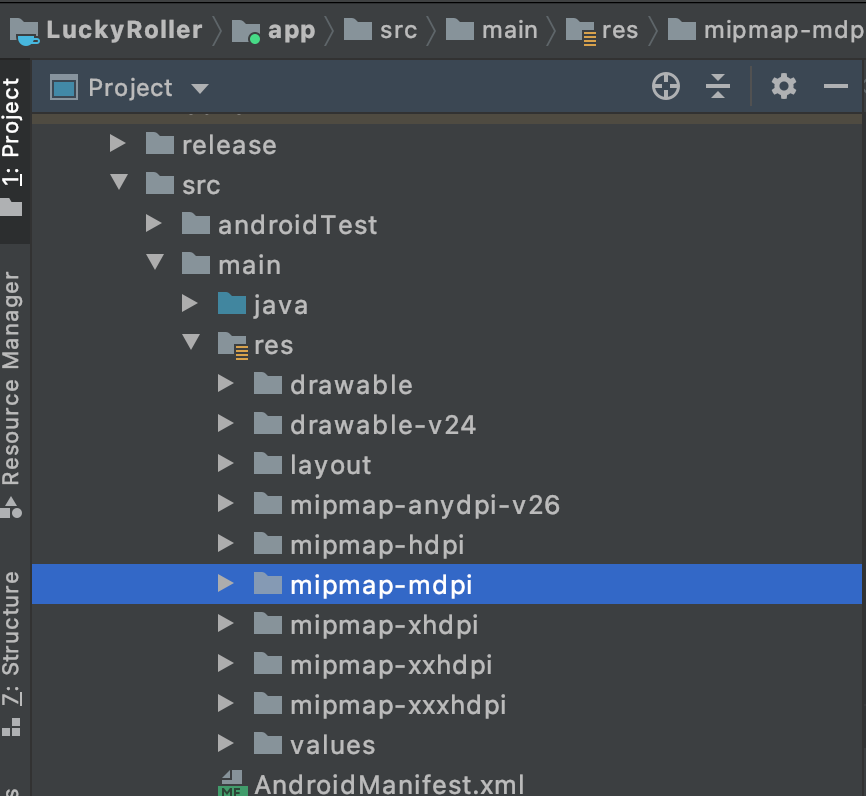 LuckyRoller app src main res mipmap-mdp
Project
1: Project
Resource Manager
7: Structure
release
src
androidTest
main
java
res
drawable
drawable-v24
layout
mipmap-anydpi-v26
mipmap-hdpi
mipmap-mdpi
mipmap-xhdpi
mipmap-xxhdpi
mipmap-xxxhdpi
values
MF AndroidManifest.xml